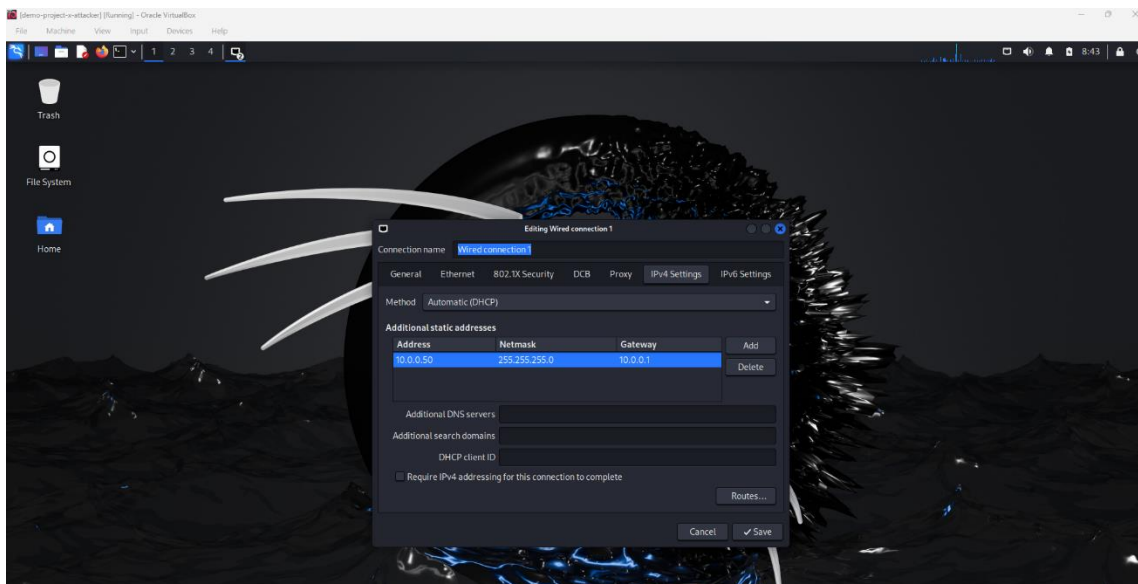 [demo-project-x-attacker] [Running] - Oracle VirtualBox
File Machine View Input Devices Help
1 2 3 4 8:43
Trash
File System
Home
Editing Wired connection 1
Connection name Wired connection 1
General Ethernet 802.1X Security DCB Proxy IPv4 Settings IPv6 Settings
Method Automatic (DHCP)
Additional static addresses
Address Netmask Gateway Add
10.0.0.50 255.255.255.0 10.0.0.1
Delete
Additional DNS servers
Additional search domains
DHCP client ID
Require IPv4 addressing for this connection to complete
Routes...
Cancel Save